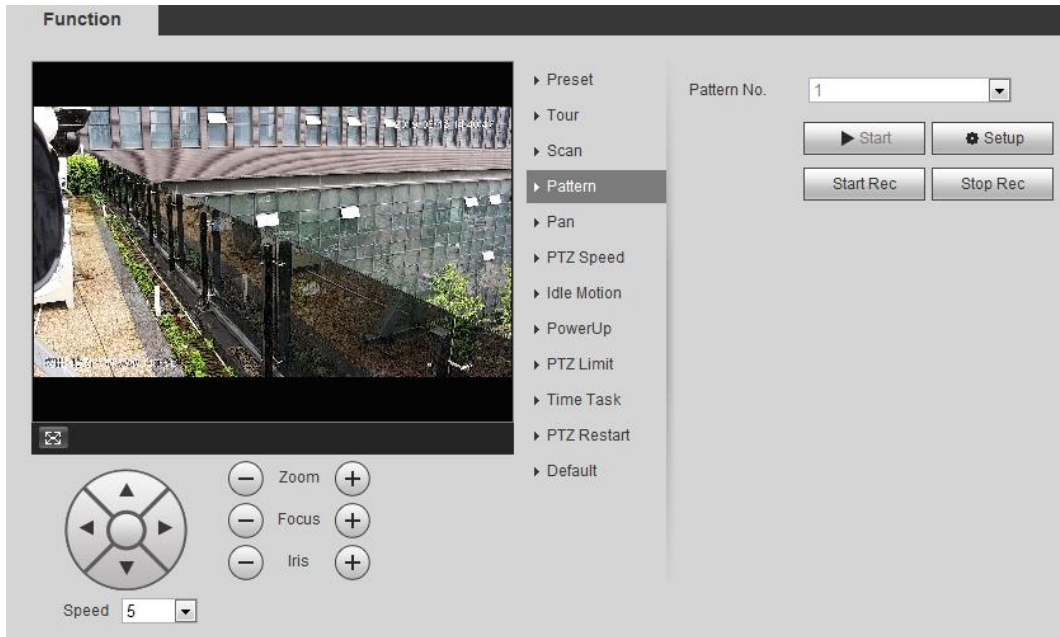 Function
Preset
Tour
Scan
Pattern
Pan
PTZ Speed
Idle Motion
PowerUp
PTZ Limit
Time Task
PTZ Restart
Default
Pattern No. 1
Start Setup
Start Rec Stop Rec
Zoom
Focus
Iris
Speed 5